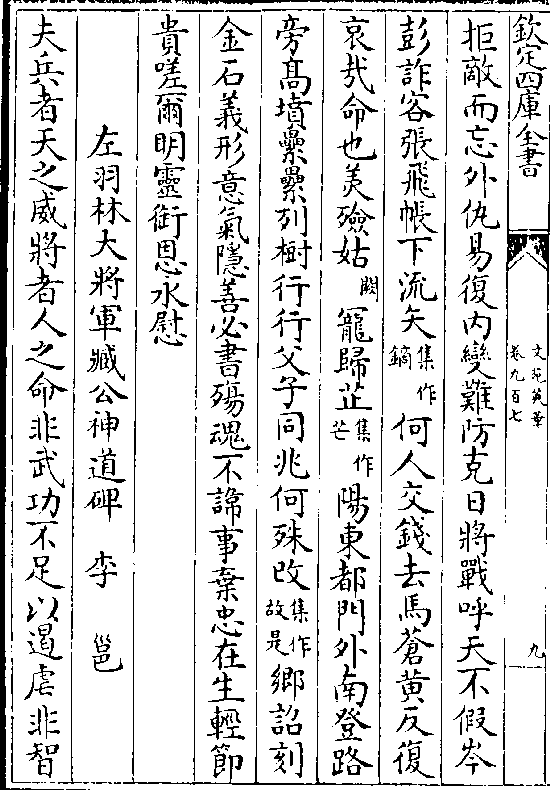 欽定四庫全書
文苑英華
卷九百七
九
拒敵而忘外仇易復内變難防克日將戰呼天不假岑
彭詐客張飛帳下流矢集作鏑何人交錢去馬蒼黄反復
哀哉命也羙殮姑闕寵歸芷集作芒陽東都門外南登路
旁髙墳纍纍列樹行行父子同兆何殊改集作故是鄉詔刻
金石義形意氣隱善必書殤魂不諦事棄忠在生輕節
貴嗟爾明靈銜恩永慰
左羽林大將軍臧公神道碑 李邕
夫兵者天之威將者人之命非武功不足以遏虐非智